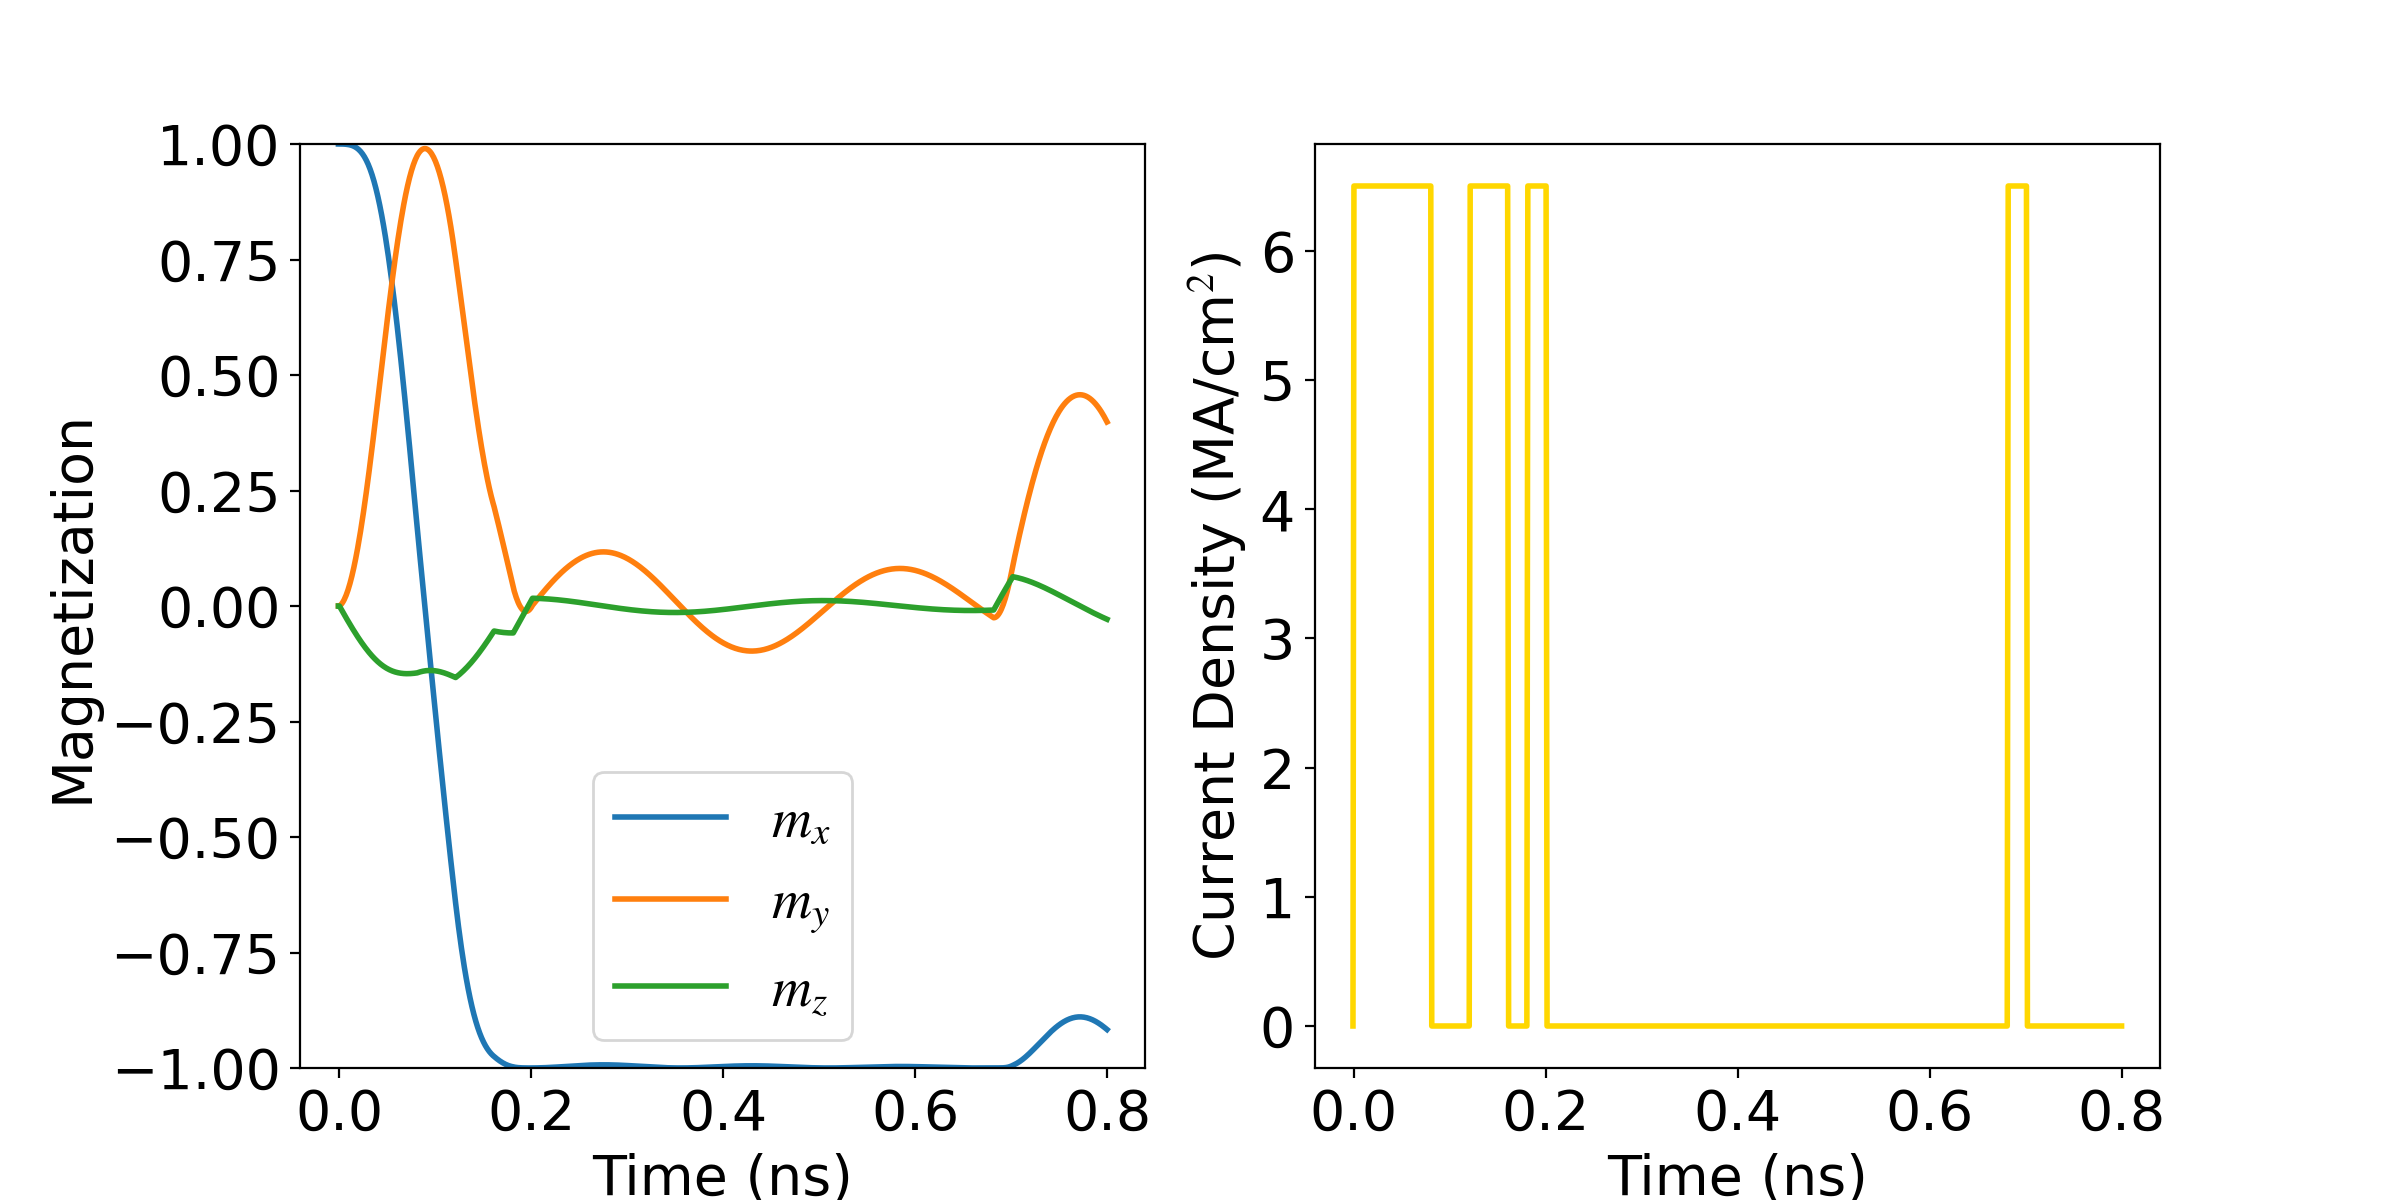 1.00
0.75
0.50
0.25
0.00
−0.25
−0.50
−0.75
−1.00
Magnetization
0.0 0.2 0.4 0.6 0.8
Time (ns)
m_x
m_y
m_z
6
5
4
3
2
1
0
Current Density (MA/cm²)
0.0 0.2 0.4 0.6 0.8
Time (ns)